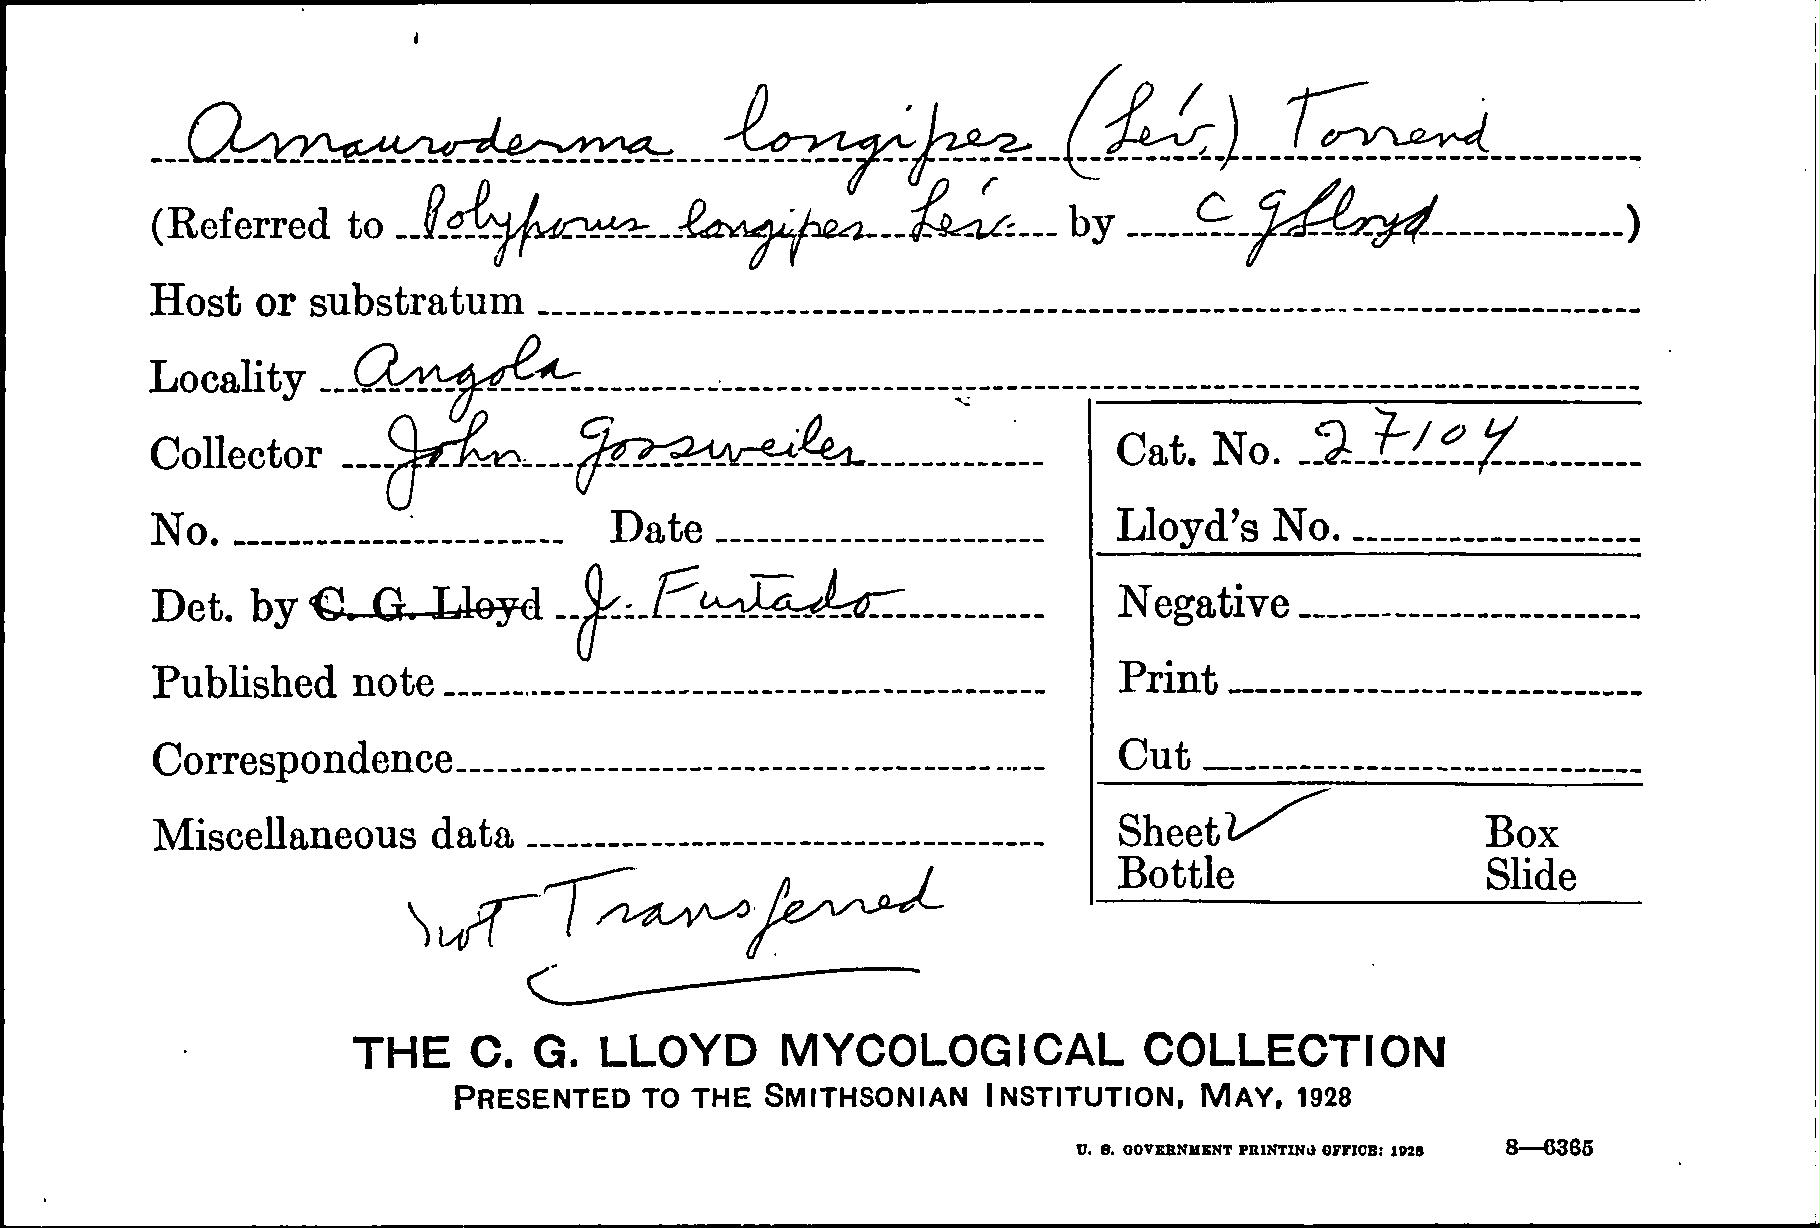 Amauroderma longipes (Lév.) Torrend
(Referred to Polyporus longipes Lév. by C G Lloyd)
Host or substratum
Locality Angola
Collector John Gossweiler
Cat. No. 27104
No. Date
Lloyd's No.
Det. by C. G. Lloyd J. Furtado
Negative
Published note
Print
Correspondence
Cut
Miscellaneous data
Sheet Box
Bottle Slide
not Transferred
THE C. G. LLOYD MYCOLOGICAL COLLECTION
PRESENTED TO THE SMITHSONIAN INSTITUTION, MAY, 1928
U. S. GOVERNMENT PRINTING OFFICE: 1928 8—6365